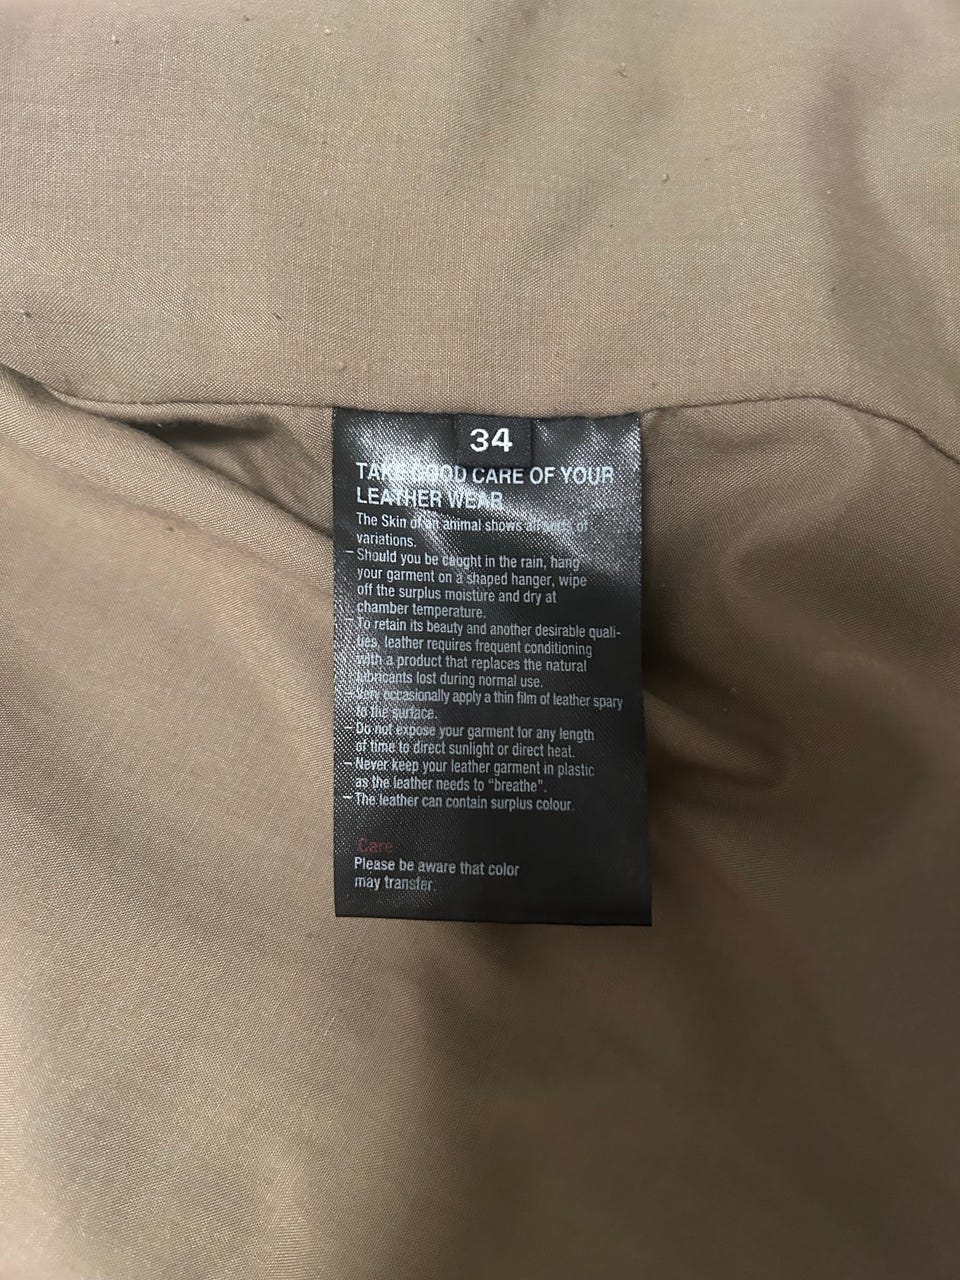 34
TAKE GOOD CARE OF YOUR
LEATHER WEAR
The Skin of an animal shows all sorts of
variations.
–Should you be caught in the rain, hang
your garment on a shaped hanger, wipe
off the surplus moisture and dry at
chamber temperature.
To retain its beauty and another desirable quali-
ties, leather requires frequent conditioning
with a product that replaces the natural
lubricants lost during normal use.
–Very occasionally apply a thin film of leather spary
to the surface.
Do not expose your garment for any length
of time to direct sunlight or direct heat.
–Never keep your leather garment in plastic
as the leather needs to "breathe".
–The leather can contain surplus colour.
Care
Please be aware that color
may transfer.